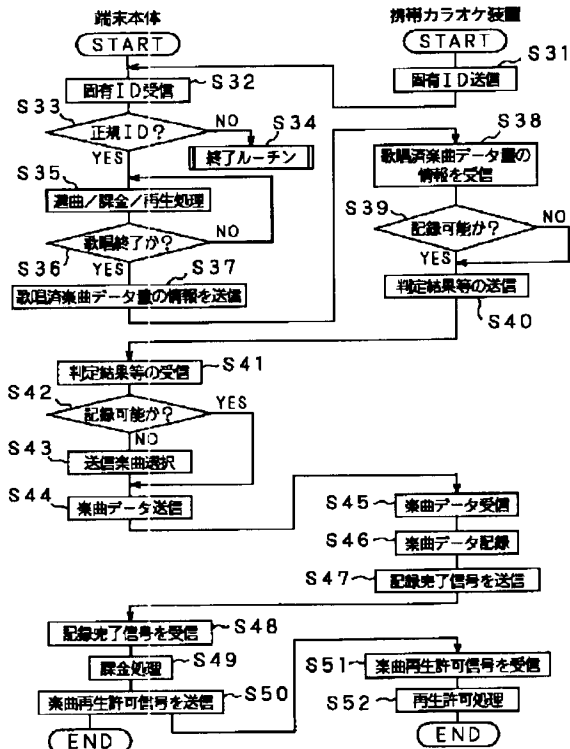 端末本体
START
S32
固有ID受信
S33
正規ID?
NO
S34
終了ルーチン
YES
S35
選曲/課金/再生処理
歌唱終了か?
NO
S36
YES
S37
歌唱済楽曲データ量の情報を送信
携帯カラオケ装置
START
S31
固有ID送信
S38
歌唱済楽曲データ量の
情報を受信
S39
記録可能か?
NO
YES
判定結果等の送信
S40
判定結果等の受信
S41
S42
記録可能か?
YES
NO
S43
送信楽曲選択
S44
楽曲データ送信
S45
楽曲データ受信
S46
楽曲データ記録
S47
記録完了信号を送信
記録完了信号を受信
S48
課金処理
S49
楽曲再生許可信号を送信
S50
END
S51
楽曲再生許可信号を受信
S52
再生許可処理
END